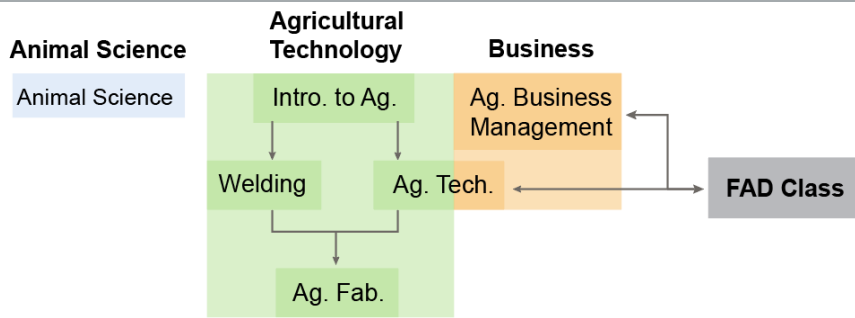 Animal Science
Agricultural
Technology
Business
Animal Science
Intro. to Ag.
Ag. Business
Management
Welding
Ag. Tech.
FAD Class
Ag. Fab.